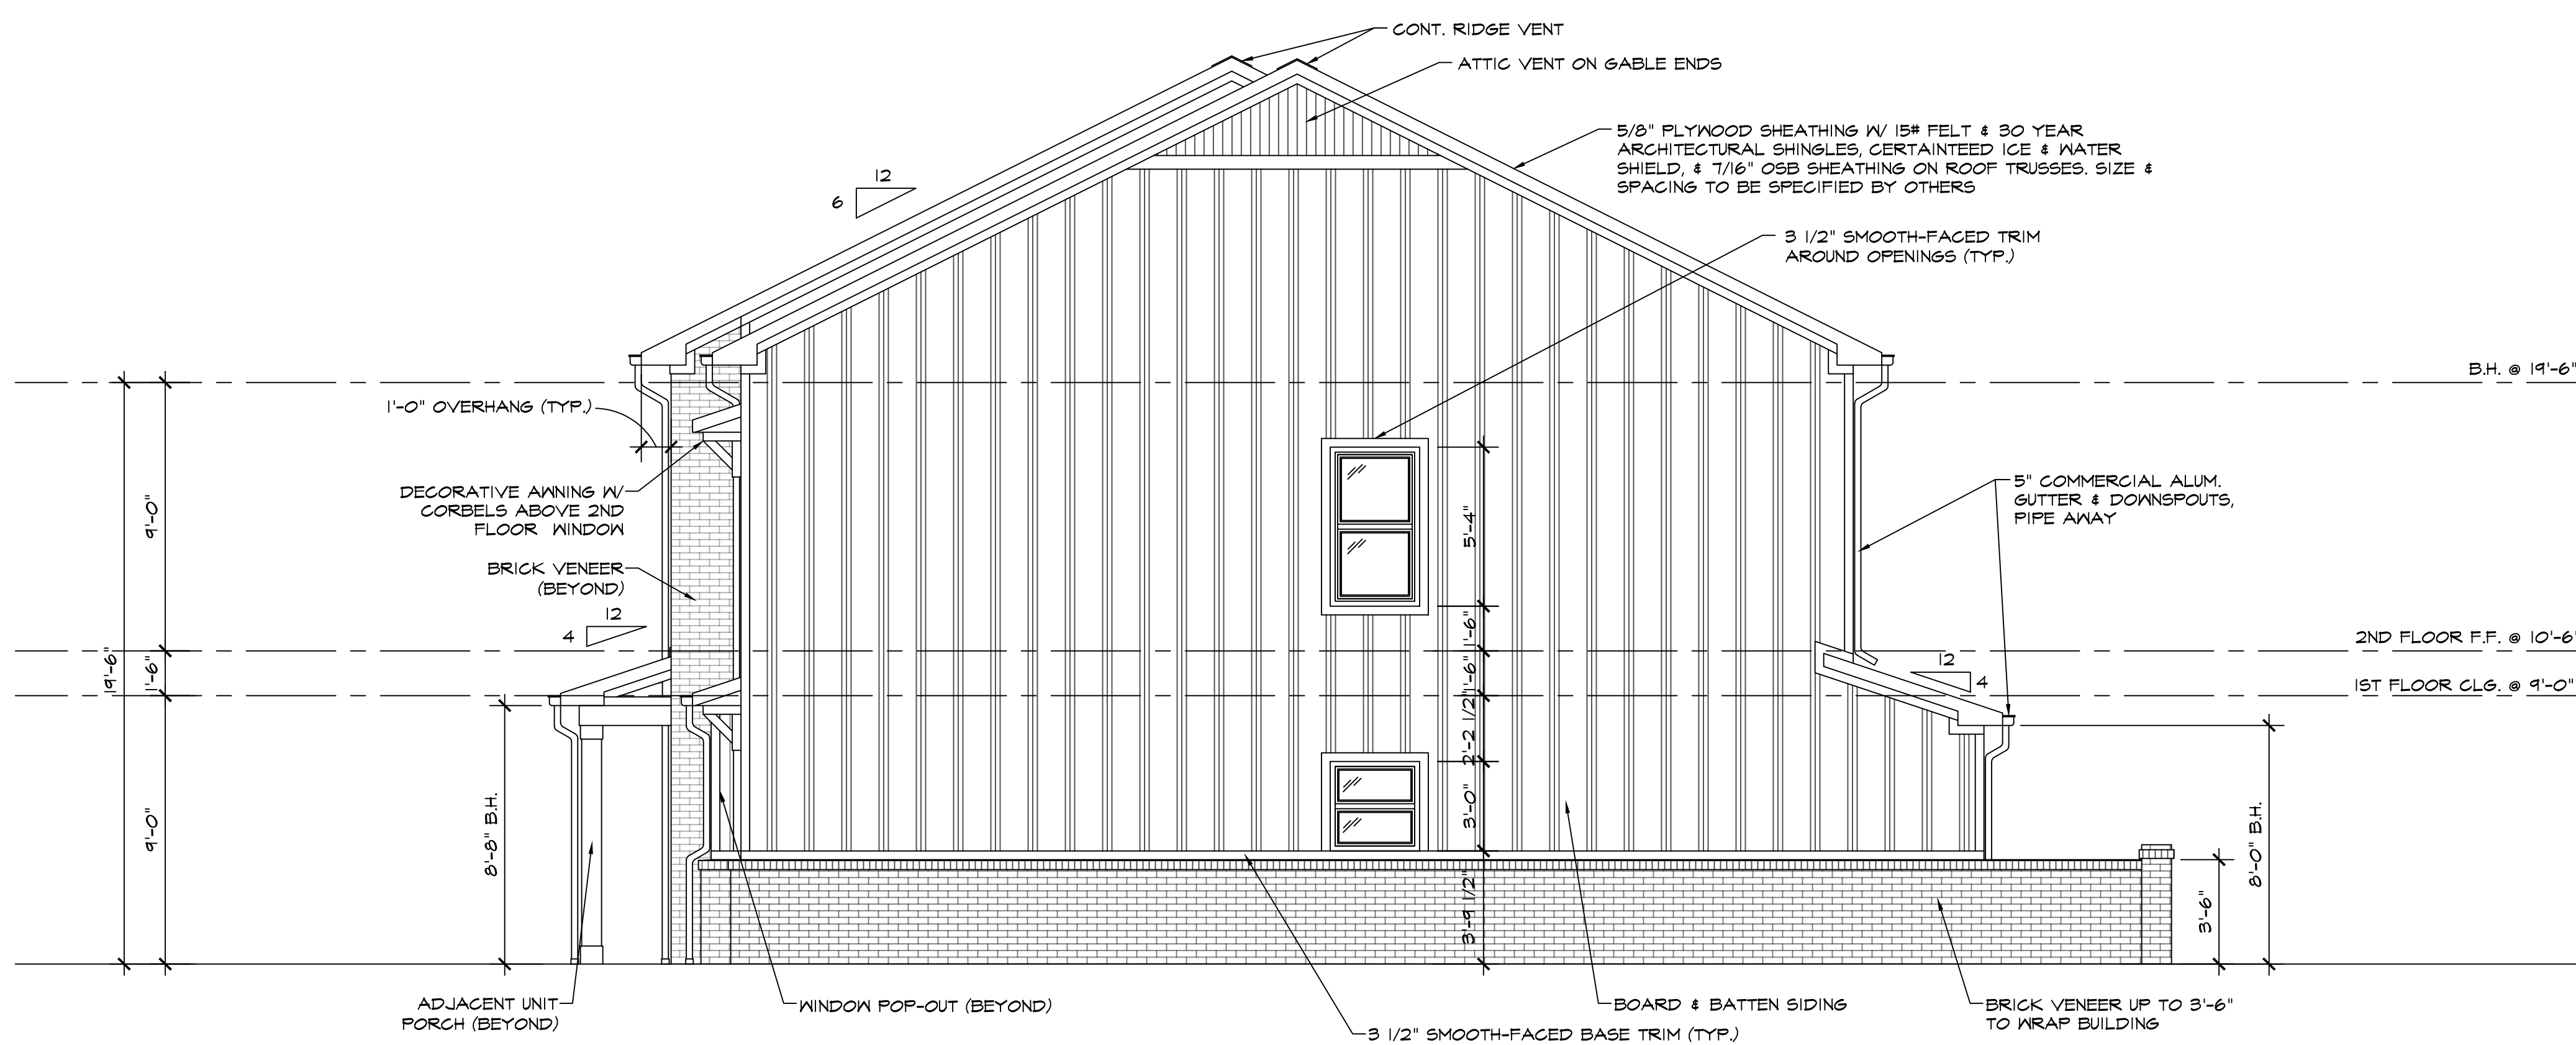 CONT. RIDGE VENT
ATTIC VENT ON GABLE ENDS
5/8" PLYWOOD SHEATHING W/ 15# FELT & 30 YEAR
ARCHITECTURAL SHINGLES, CERTAINTEED ICE & WATER
SHIELD, & 7/16" OSB SHEATHING ON ROOF TRUSSES. SIZE &
SPACING TO BE SPECIFIED BY OTHERS
12
6
3 1/2" SMOOTH-FACED TRIM
AROUND OPENINGS (TYP.)
B.H. @ 19'-6"
1'-0" OVERHANG (TYP.)
DECORATIVE AWNING W/
CORBELS ABOVE 2ND
FLOOR WINDOW
5" COMMERCIAL ALUM.
GUTTER & DOWNSPOUTS,
PIPE AWAY
9'-0"
5'-4"
BRICK VENEER
(BEYOND)
12
4
1'-6"
2ND FLOOR F.F. @ 10'-6"
19'-6"
1'-6"
1'-6"
12
4
1ST FLOOR CLG. @ 9'-0"
2'-2 1/2"
9'-0"
8'-8" B.H.
3'-0"
8'-0" B.H.
3'-9 1/2"
3'-6"
ADJACENT UNIT
PORCH (BEYOND)
WINDOW POP-OUT (BEYOND)
3 1/2" SMOOTH-FACED BASE TRIM (TYP.)
BOARD & BATTEN SIDING
BRICK VENEER UP TO 3'-6"
TO WRAP BUILDING